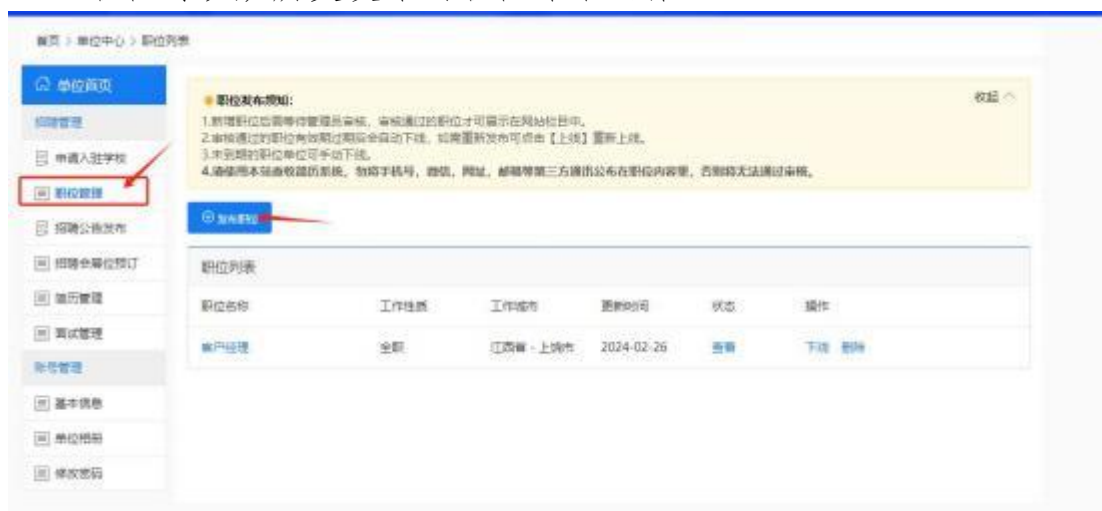 首页 > 单位中心 > 职位列表
单位首页
招聘管理
申请入驻学校
职位管理
招聘公告发布
招聘会展位预订
简历管理
面试管理
账号管理
基本信息
单位相册
修改密码
职位发布须知:
收起
1.新增职位后需等待管理员审核,审核通过的职位才可展示在网站栏目中。
2.审核通过的职位有效期过期后会自动下线,如需重新发布可点击【上线】重新上线。
3.未到期的职位单位可手动下线。
4.请使用本站查收简历系统,勿将手机号,微信,网址,邮箱等第三方通讯公布在职位内容里,否则将无法通过审核。
发布职位
职位列表
职位名称 工作性质 工作城市 更新时间 状态 操作
客户经理 全职 江西省 - 上饶市 2024-02-26 查看 下线 删除